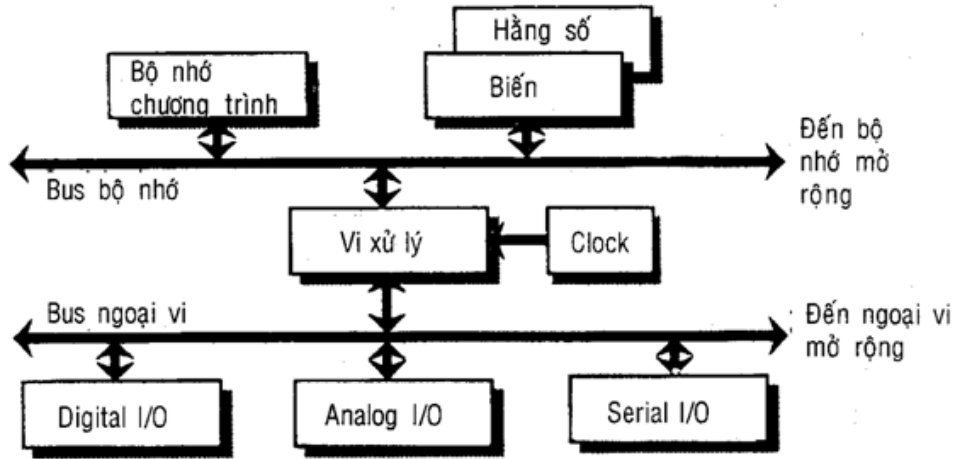 Hằng số
Bộ nhớ
chương trình
Biến
Đến bộ
nhớ mở
rộng
Bus bộ nhớ
Vi xử lý
Clock
Bus ngoại vi
Đến ngoại vi
mở rộng
Digital I/O
Analog I/O
Serial I/O